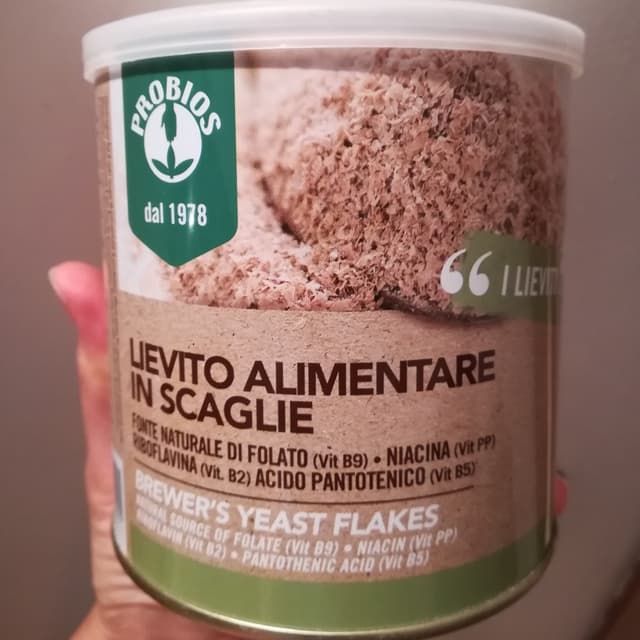 PROBIOS
dal 1978
“ I LIEVITI
LIEVITO ALIMENTARE
IN SCAGLIE
FONTE NATURALE DI FOLATO (Vit B9) • NIACINA (Vit PP)
RIBOFLAVINA (Vit. B2) ACIDO PANTOTENICO (Vit B5)
BREWER'S YEAST FLAKES
NATURAL SOURCE OF FOLATE (Vit B9) • NIACIN (Vit PP)
RIBOFLAVIN (Vit B2) • PANTOTHENIC ACID (Vit B5)